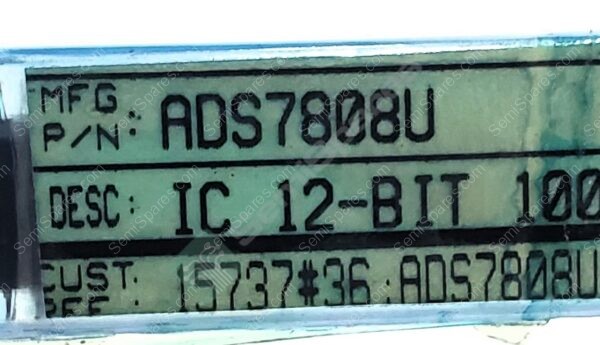 MFG. P/N: ADS7808U
DESC: IC 12-BIT 100
CUST. REF. 15737#36:ADS7808U